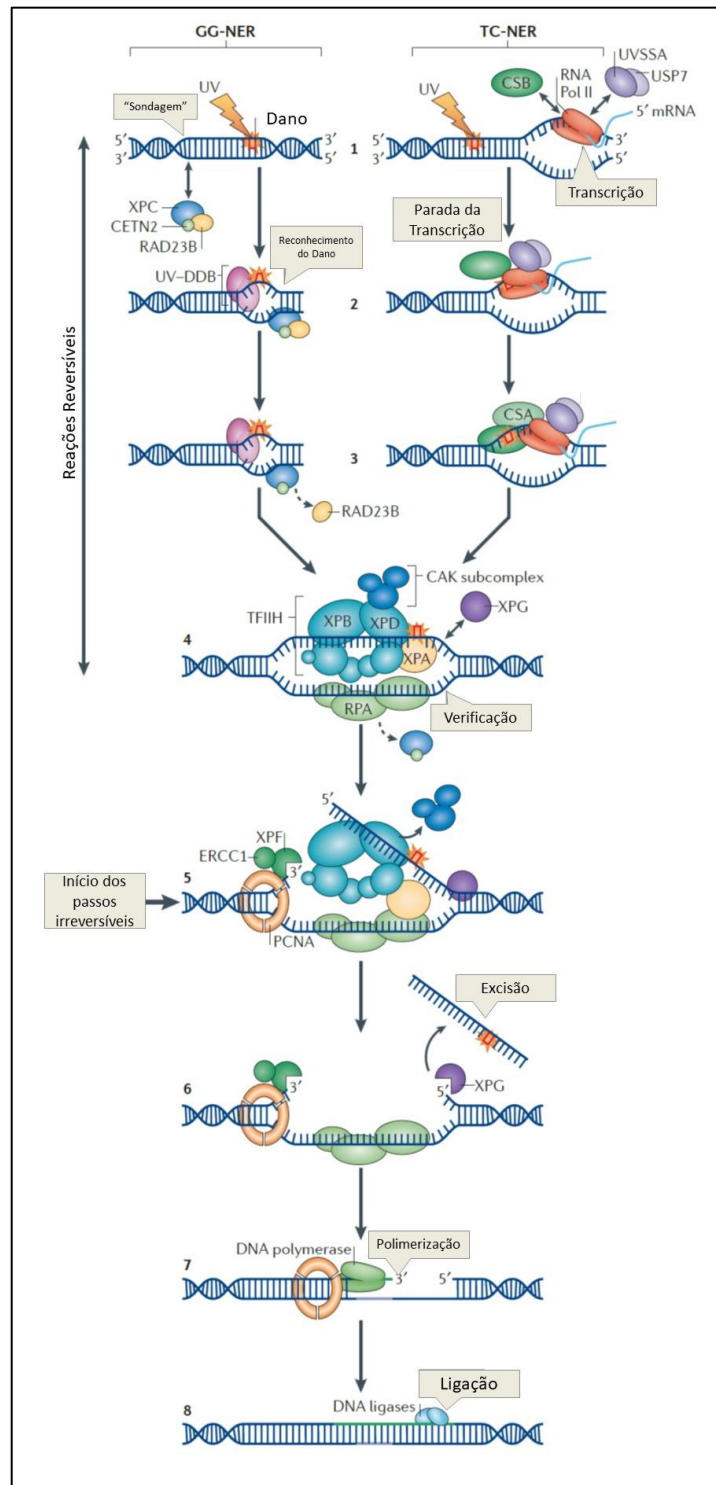 GG-NER
TC-NER
UV
"Sondagem"
Dano
5′
3′
3′
5′
XPC
CETN2
RAD23B
1
UV
CSB
RNA
Pol II
UVSSA
USP7
5′ mRNA
5′
3′
3′
5′
Transcrição
Reações Reversíveis
Reconhecimento
do Dano
UV–DDB
2
Parada da
Transcrição
3
RAD23B
CSA
CAK subcomplex
TFIIH
XPB
XPD
XPG
4
XPA
RPA
Verificação
5′
XPF
ERCC1
3′
5
Início dos
passos
irreversíveis
PCNA
Excisão
6
3′
5′
XPG
DNA polymerase
Polimerização
7
3′
5′
Ligação
DNA ligases
8